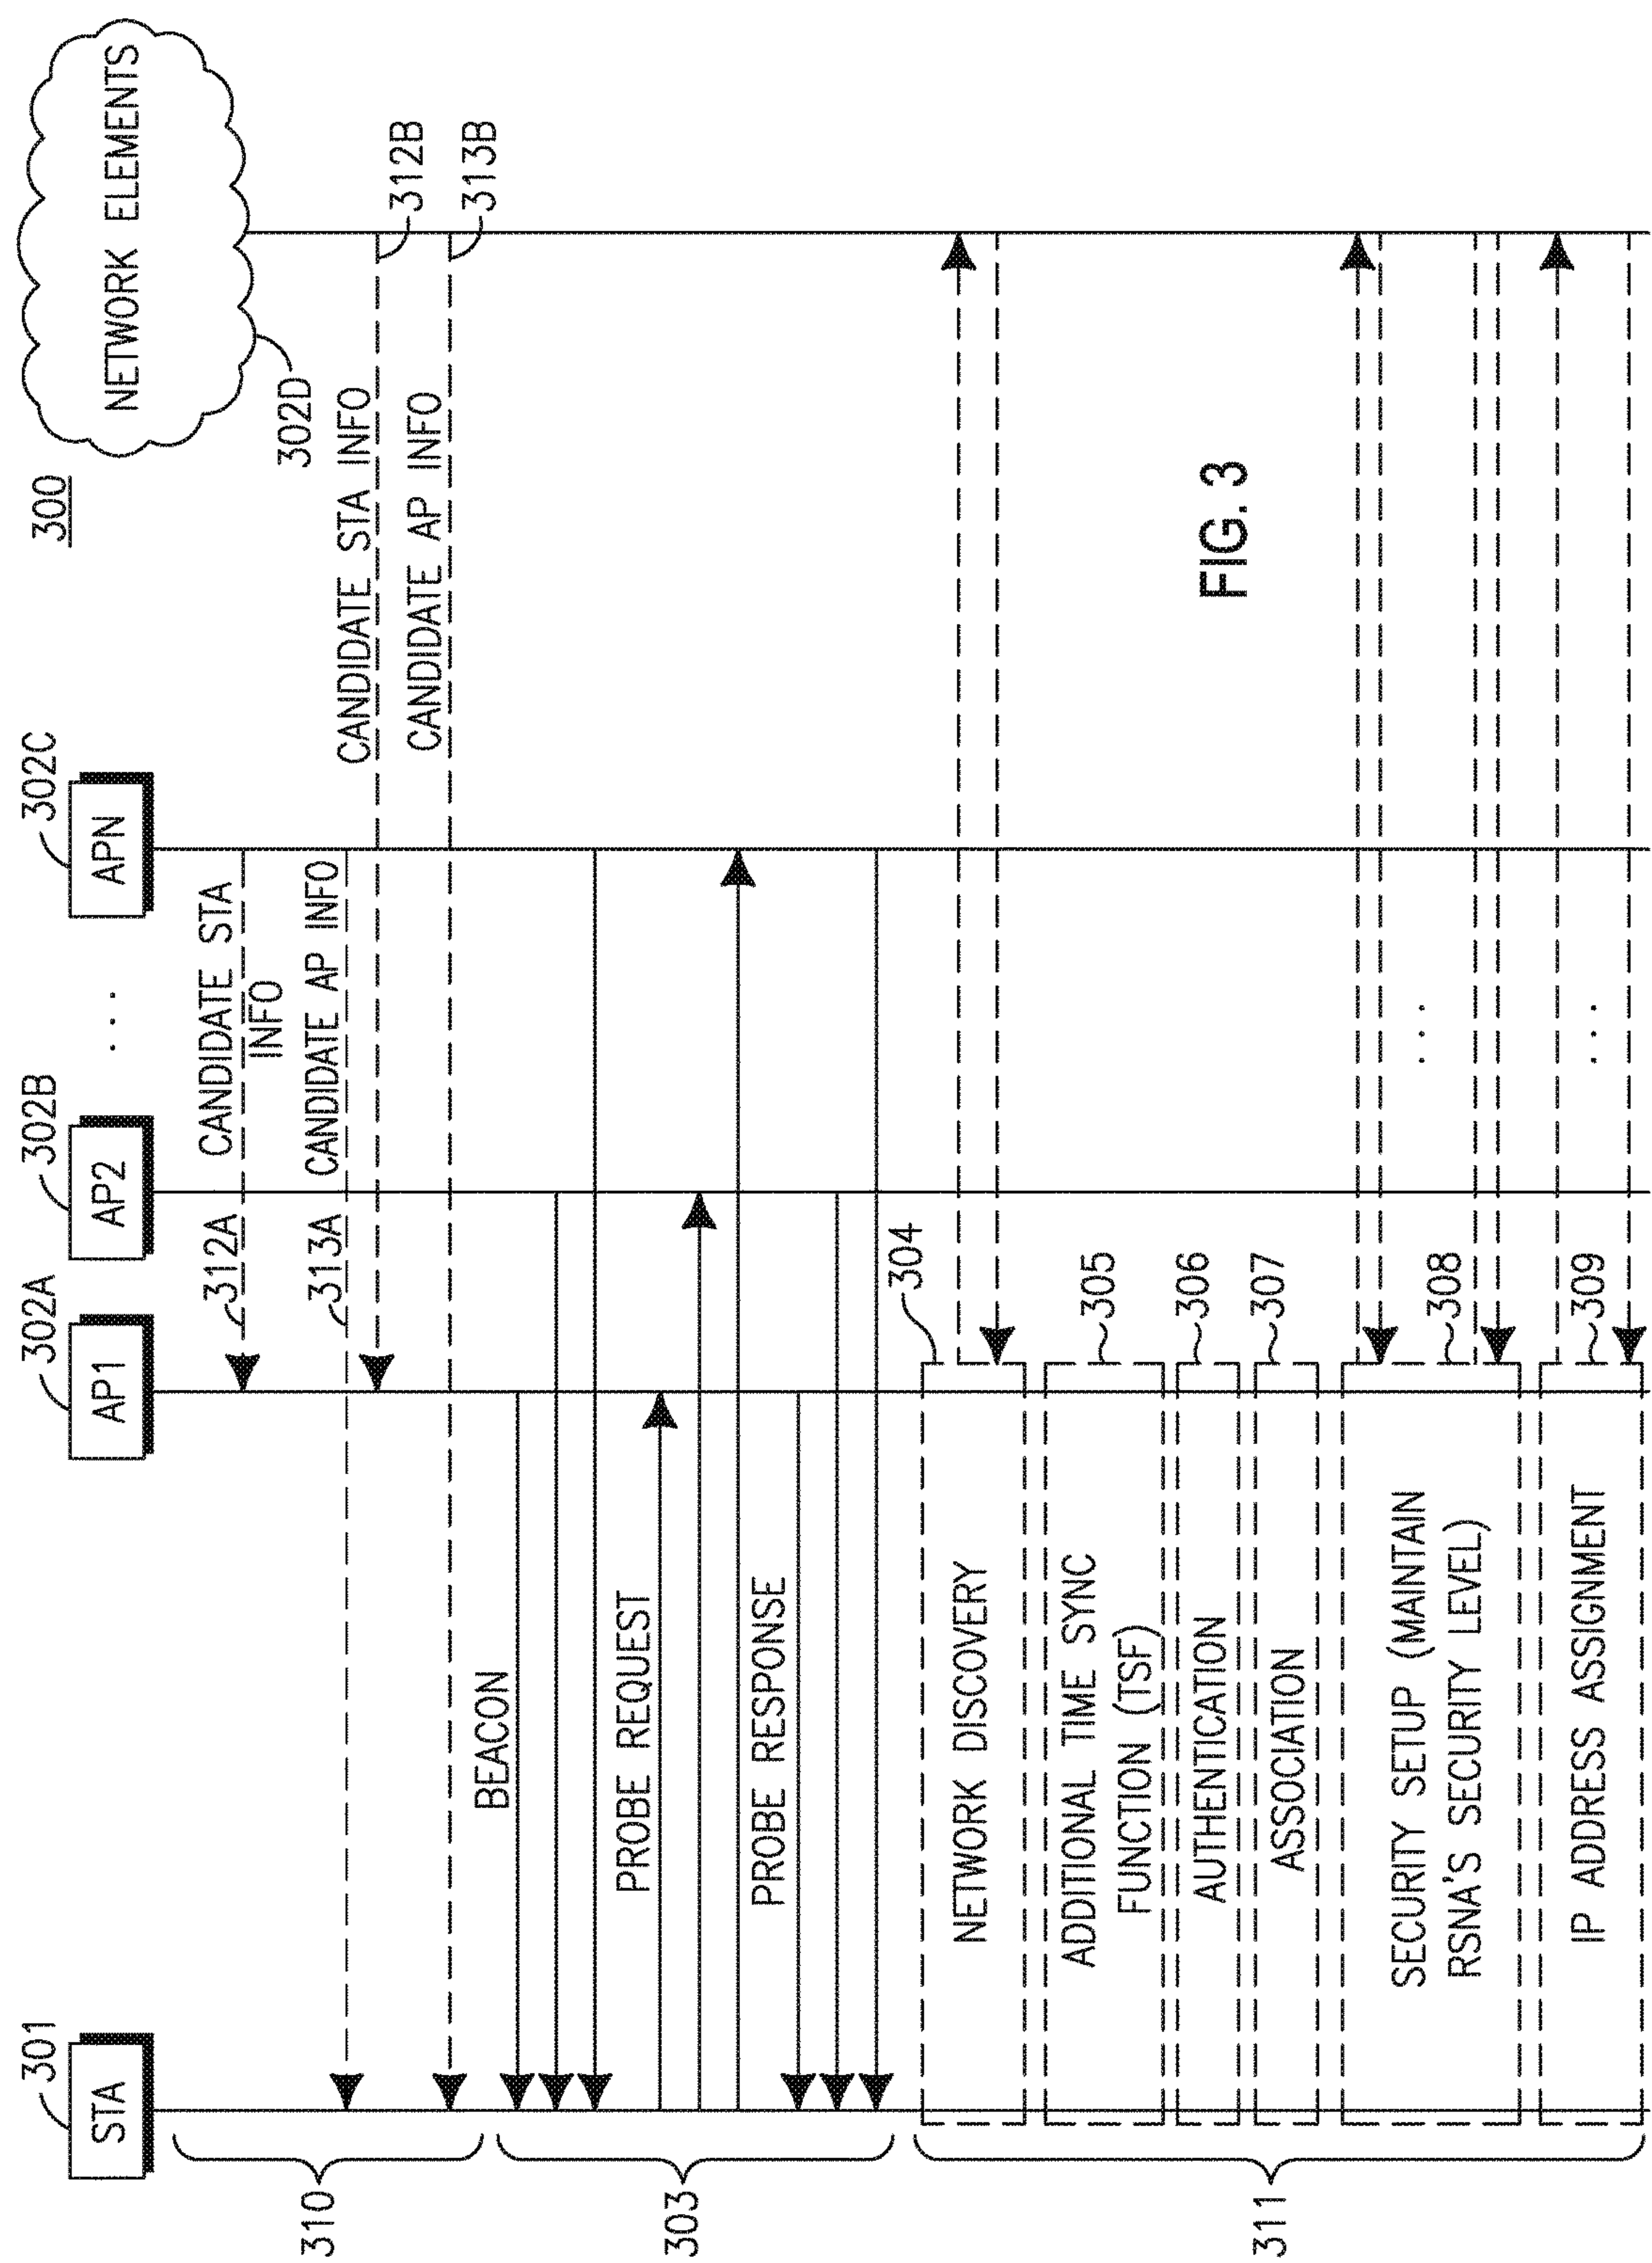 300
301
STA
302A
AP1
302B
AP2
. . .
302C
APN
NETWORK ELEMENTS
302D
310
312A
CANDIDATE STA
INFO
313A
CANDIDATE AP INFO
CANDIDATE STA INFO
312B
CANDIDATE AP INFO
313B
303
BEACON
PROBE REQUEST
PROBE RESPONSE
311
NETWORK DISCOVERY
304
ADDITIONAL TIME SYNC
FUNCTION (TSF)
305
AUTHENTICATION
306
ASSOCIATION
307
SECURITY SETUP (MAINTAIN
RSNA'S SECURITY LEVEL)
308
. . .
IP ADDRESS ASSIGNMENT
309
. . .
FIG. 3